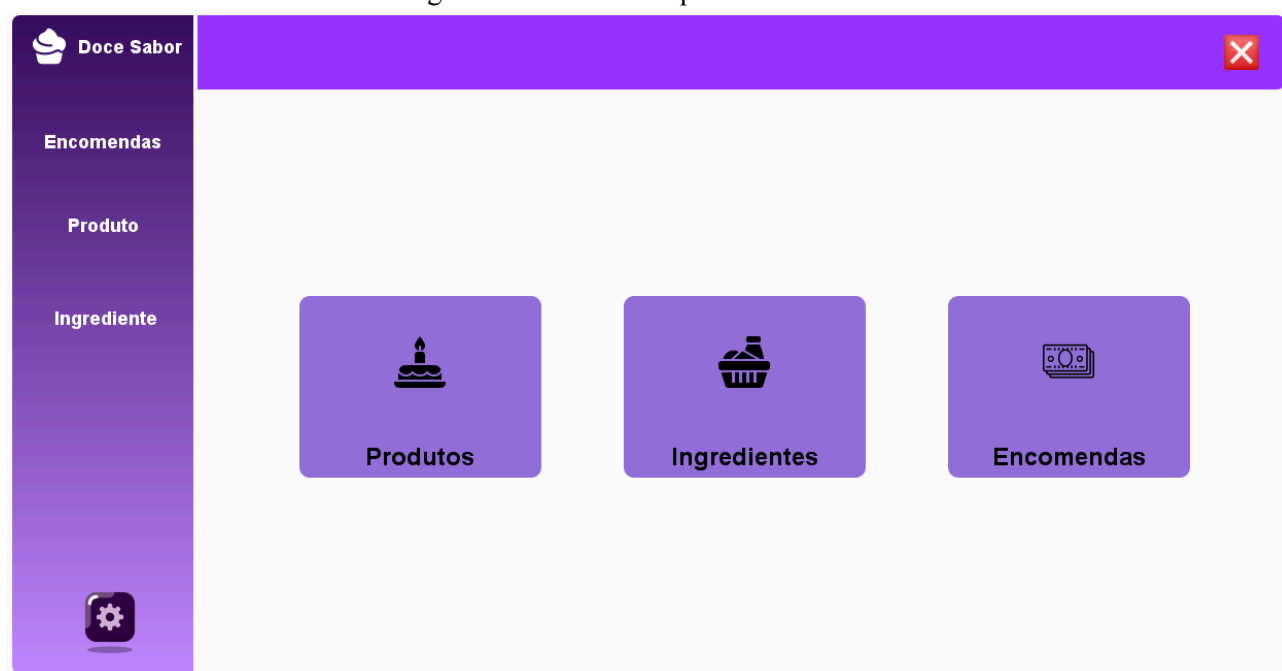 Doce Sabor
Encomendas
Produto
Ingrediente
Produtos
Ingredientes
Encomendas